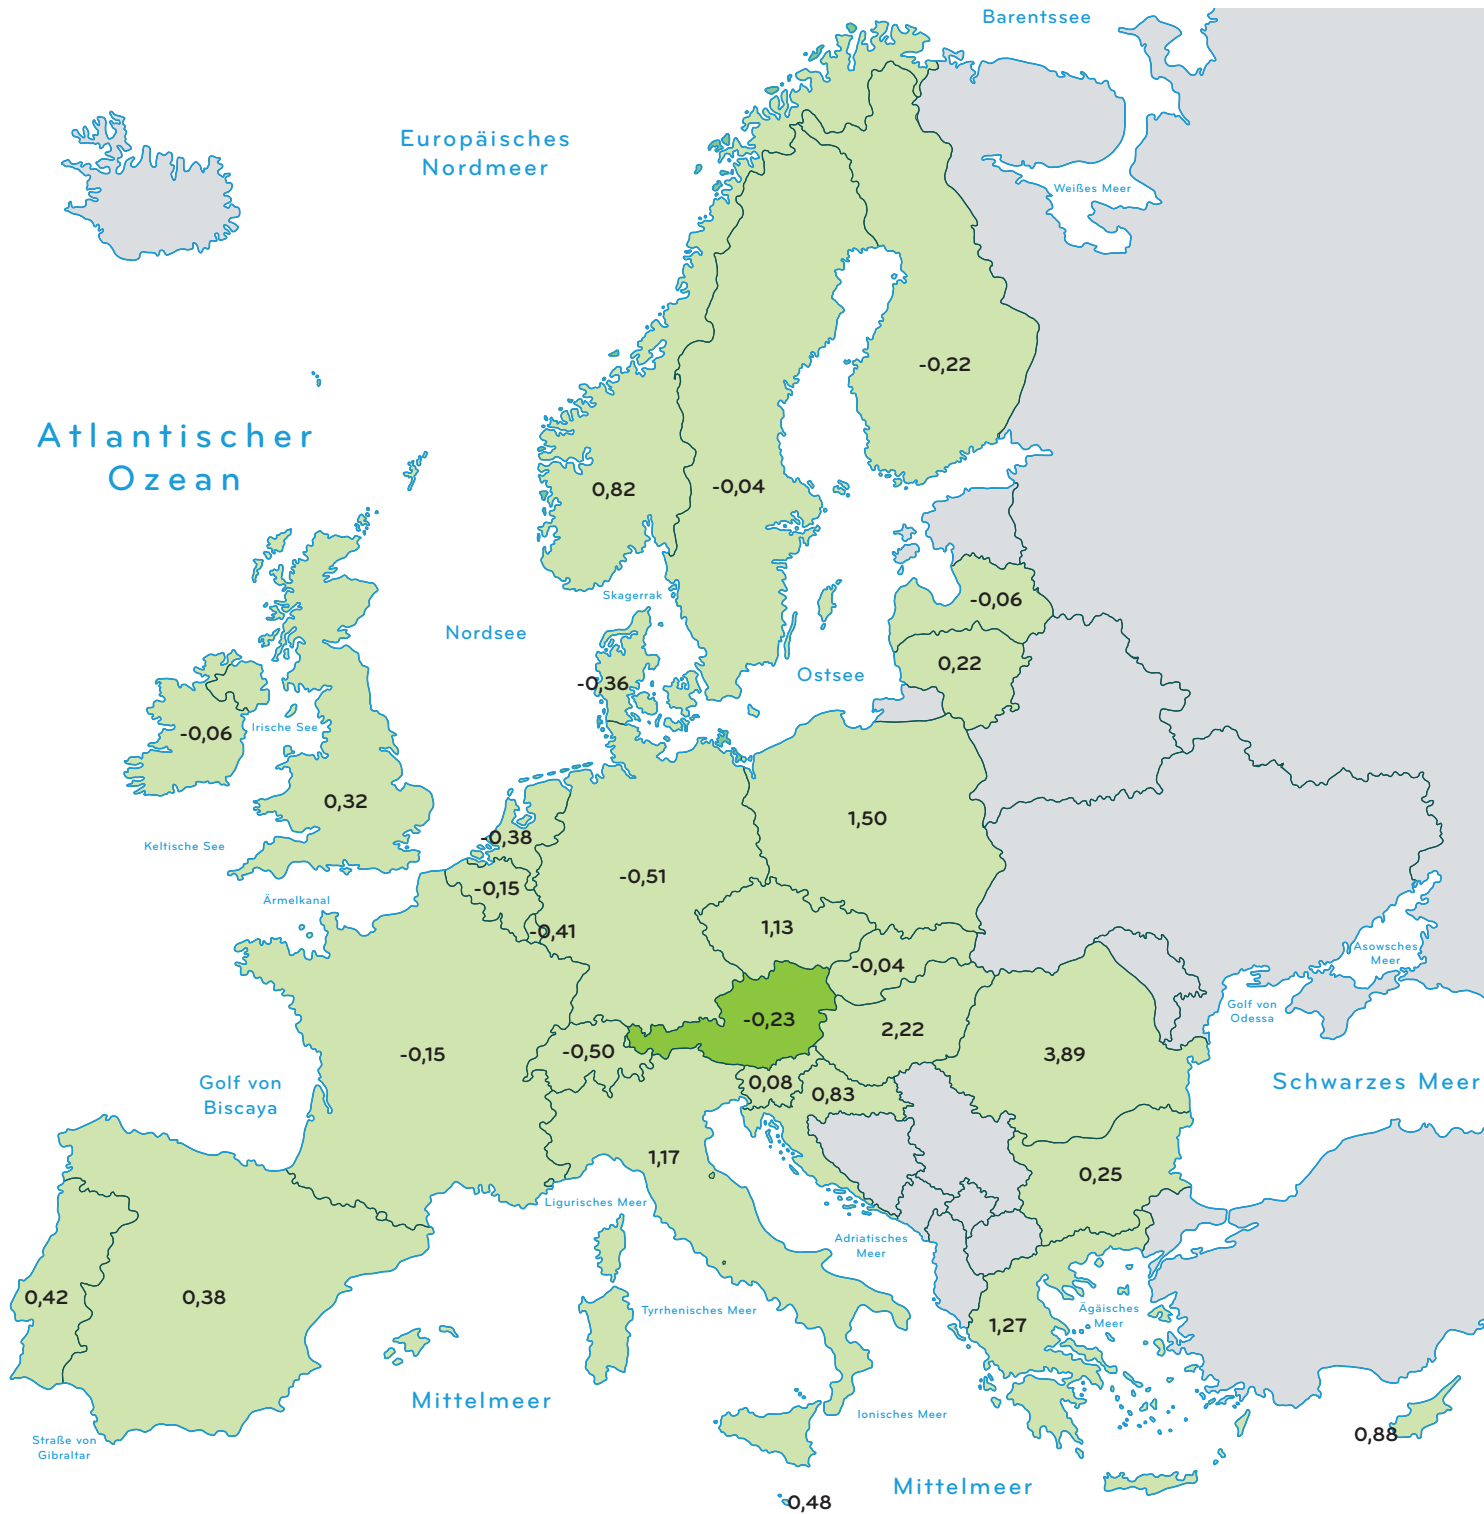 Barentssee
Europäisches
Nordmeer
Weißes Meer
-0,22
Atlantischer
Ozean
0,82
-0,04
Skagerrak
-0,06
Nordsee
0,22
Ostsee
-0,36
-0,06
Irische See
0,32
1,50
-0,38
Keltische See
-0,51
-0,15
Ärmelkanal
1,13
-0,41
Asowsches
Meer
-0,04
Golf von
Odessa
-0,23
2,22
-0,50
-0,15
3,89
0,08
0,83
Golf von
Biscaya
Schwarzes Meer
1,17
0,25
Ligurisches Meer
Adriatisches
Meer
0,42
0,38
Tyrrhenisches Meer
Ägäisches
Meer
1,27
Mittelmeer
Ionisches Meer
0,88
Straße von
Gibraltar
Mittelmeer
0,48